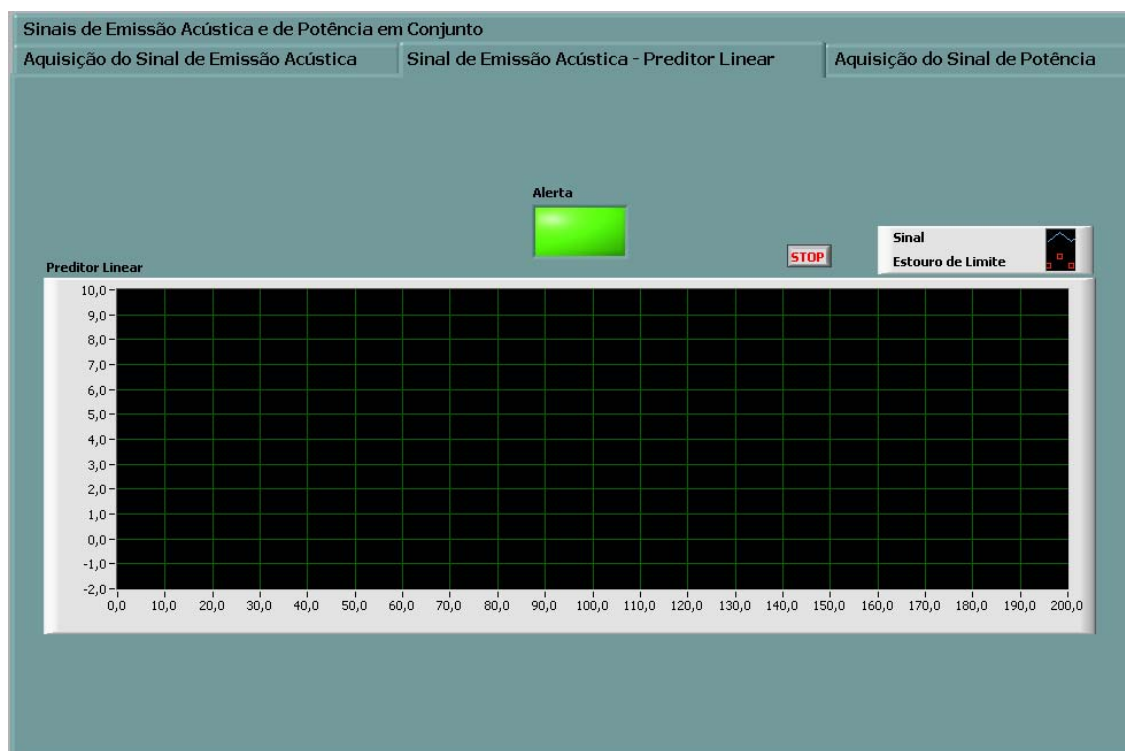 Sinais de Emissão Acústica e de Potência em Conjunto
Aquisição do Sinal de Emissão Acústica
Sinal de Emissão Acústica - Preditor Linear
Aquisição do Sinal de Potência
Alerta
STOP
Sinal
Estouro de Limite
Preditor Linear
10,0
9,0
8,0
7,0
6,0
5,0
4,0
3,0
2,0
1,0
0,0
-1,0
-2,0
0,0 10,0 20,0 30,0 40,0 50,0 60,0 70,0 80,0 90,0 100,0 110,0 120,0 130,0 140,0 150,0 160,0 170,0 180,0 190,0 200,0